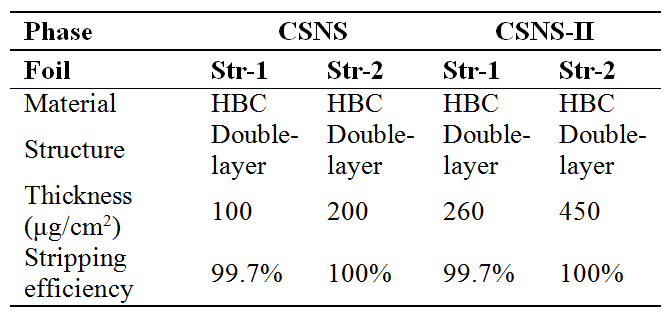 Phase CSNS CSNS-II
Foil Str-1 Str-2 Str-1 Str-2
Material HBC HBC HBC HBC
Structure Double-layer Double-layer Double-layer Double-layer
Thickness (μg/cm²) 100 200 260 450
Stripping efficiency 99.7% 100% 99.7% 100%